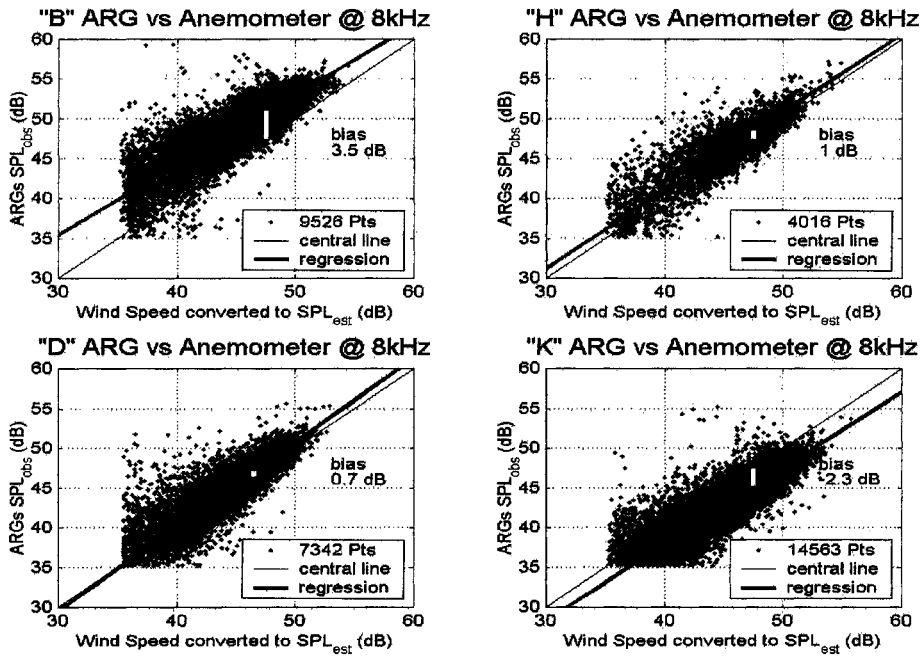 "B" ARG vs Anemometer @ 8kHz
60
55
50
45
40
35
30
ARGs SPLobs (dB)
bias
3.5 dB
9526 Pts
central line
regression
30 40 50 60
Wind Speed converted to SPLest (dB)
"H" ARG vs Anemometer @ 8kHz
60
55
50
45
40
35
30
ARGs SPLobs (dB)
bias
1 dB
4016 Pts
central line
regression
30 40 50 60
Wind Speed converted to SPLest (dB)
"D" ARG vs Anemometer @ 8kHz
60
55
50
45
40
35
30
ARGs SPLobs (dB)
bias
0.7 dB
7342 Pts
central line
regression
30 40 50 60
Wind Speed converted to SPLest (dB)
"K" ARG vs Anemometer @ 8kHz
60
55
50
45
40
35
30
ARGs SPLobs (dB)
bias
-2.3 dB
14563 Pts
central line
regression
30 40 50 60
Wind Speed converted to SPLest (dB)